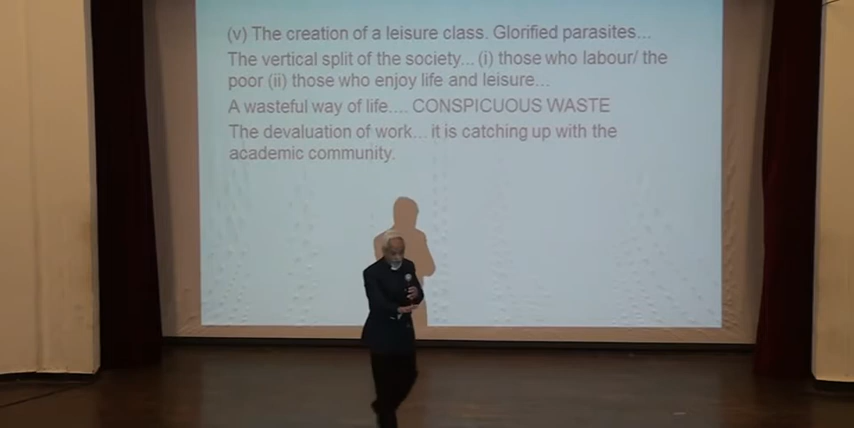 (v) The creation of a leisure class. Glorified parasites...
The vertical split of the society... (i) those who labour/ the
poor (ii) those who enjoy life and leisure...
A wasteful way of life.... CONSPICUOUS WASTE
The devaluation of work... it is catching up with the
academic community.